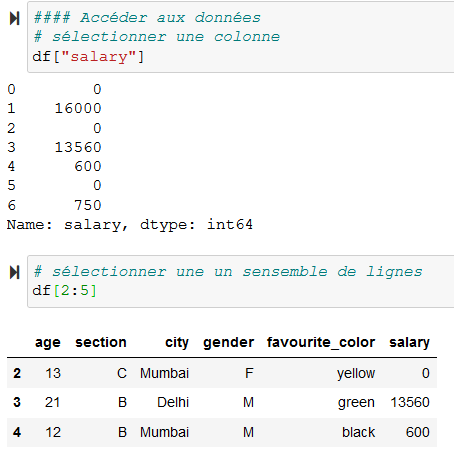 #### Accéder aux données
# sélectionner une colonne
df["salary"]
0 0
1 16000
2 0
3 13560
4 600
5 0
6 750
Name: salary, dtype: int64
# sélectionner une un sensemble de lignes
df[2:5]
age section city gender favourite_color salary
2 13 C Mumbai F yellow 0
3 21 B Delhi M green 13560
4 12 B Mumbai M black 600